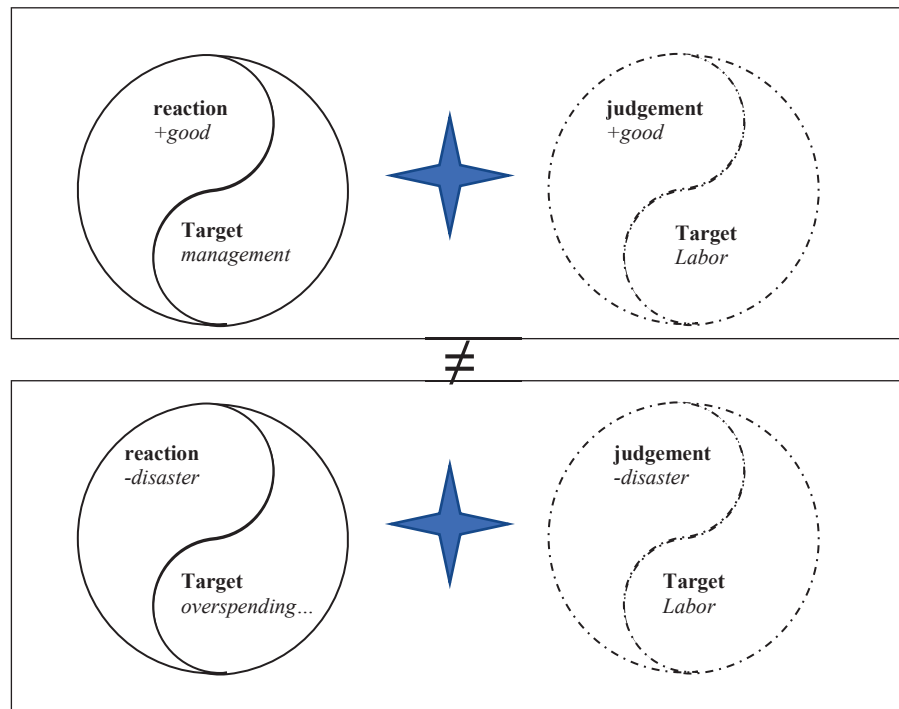 reaction
+good
Target
management
judgement
+good
Target
Labor
≠
reaction
-disaster
Target
overspending…
judgement
-disaster
Target
Labor